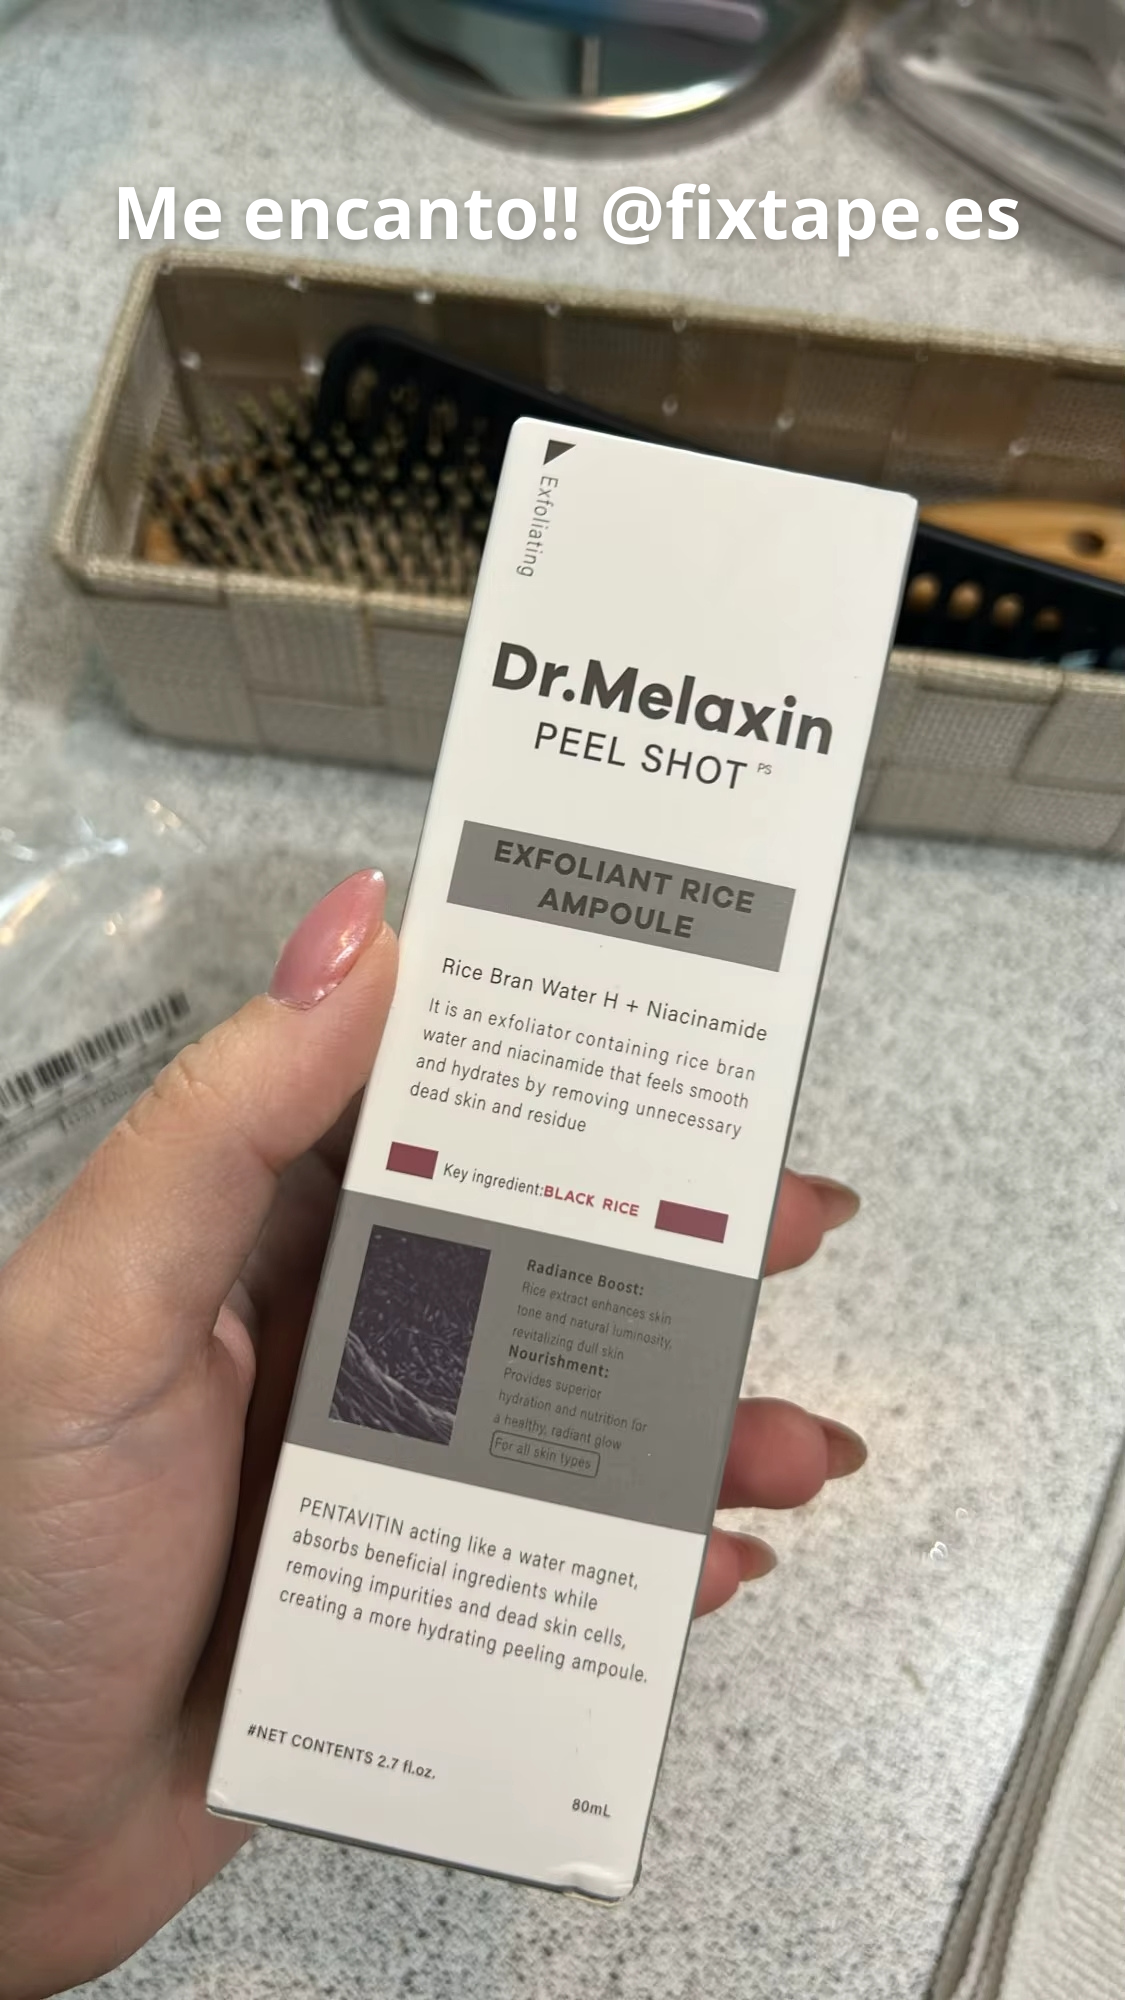 Me encanto!! @fixtape.es
Exfoliating
Dr.Melaxin
PEEL SHOT PS
EXFOLIANT RICE
AMPOULE
Rice Bran Water H + Niacinamide
It is an exfoliator containing rice bran
water and niacinamide that feels smooth
and hydrates by removing unnecessary
dead skin and residue
Key ingredient:BLACK RICE
Radiance Boost:
Rice extract enhances skin
tone and natural luminosity,
revitalizing dull skin
Nourishment:
Provides superior
hydration and nutrition for
a healthy, radiant glow
For all skin types
PENTAVITIN acting like a water magnet,
absorbs beneficial ingredients while
removing impurities and dead skin cells,
creating a more hydrating peeling ampoule.
#NET CONTENTS 2.7 fl.oz.
80mL